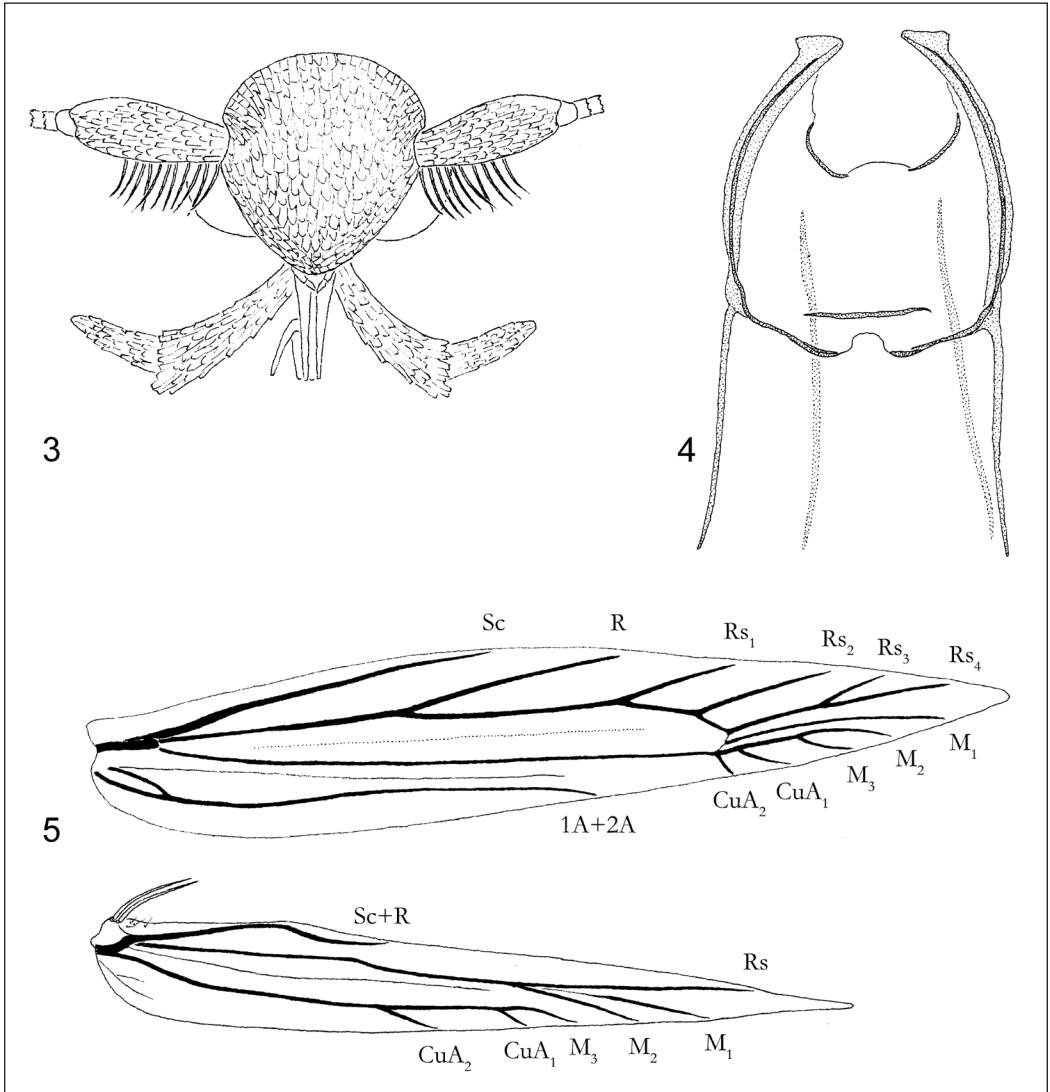 3
4
Sc R Rs₁ Rs₂ Rs₃ Rs₄
CuA₂ CuA₁ M₃ M₂ M₁
1A+2A
5
Sc+R
Rs
CuA₂ CuA₁ M₃ M₂ M₁